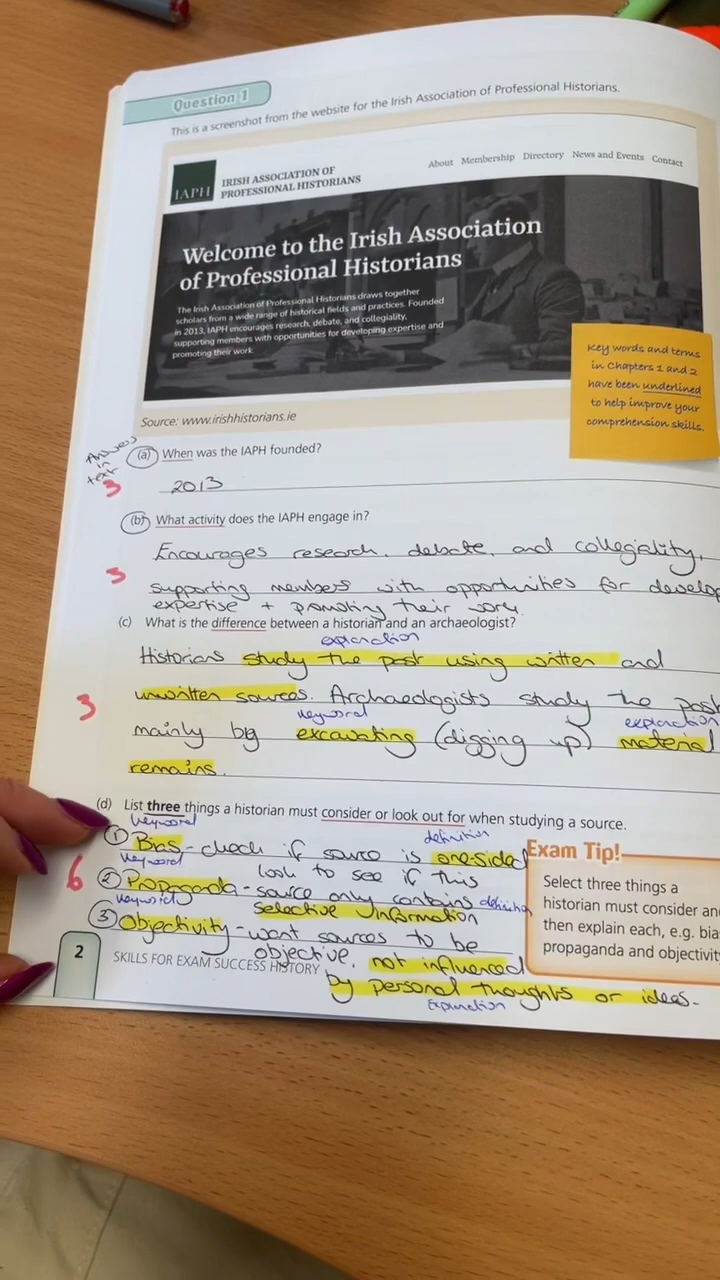 Question 1
This is a screenshot from the website for the Irish Association of Professional Historians.
IAPH
IRISH ASSOCIATION OF
PROFESSIONAL HISTORIANS
About Membership Directory News and Events Contact
Welcome to the Irish Association
of Professional Historians
The Irish Association of Professional Historians draws together
scholars from a wide range of historical fields and practices. Founded
in 2013, IAPH encourages research, debate, and collegiality,
supporting members with opportunities for developing expertise and
promoting their work.
Key words and terms
in Chapters 1 and 2
have been underlined
to help improve your
comprehension skills.
Source: www.irishhistorians.ie
Answer
in
text
(a) When was the IAPH founded?
3
2013
(b) What activity does the IAPH engage in?
Encourages research, debate, and collegiality,
3
supporting members with opportunities for develop
expertise + promoting their work.
(c) What is the difference between a historian and an archaeologist?
explanation
Historians study the past using written and
unwritten sources. Archaeologists study the past
3
keyword
explanation
mainly by excavating (digging up) material
remains.
(d) List three things a historian must consider or look out for when studying a source.
keyword
definition
① Bias - check if source is one-sided
keyword
look to see if this
6
② Propaganda - source only contains
definition
keyword
selective information
③ Objectivity - want sources to be
objective, not influenced
by personal thoughts or ideas.
Explanation
Exam Tip!
Select three things a
historian must consider an
then explain each, e.g. bia
propaganda and objectivit
2
SKILLS FOR EXAM SUCCESS HISTORY